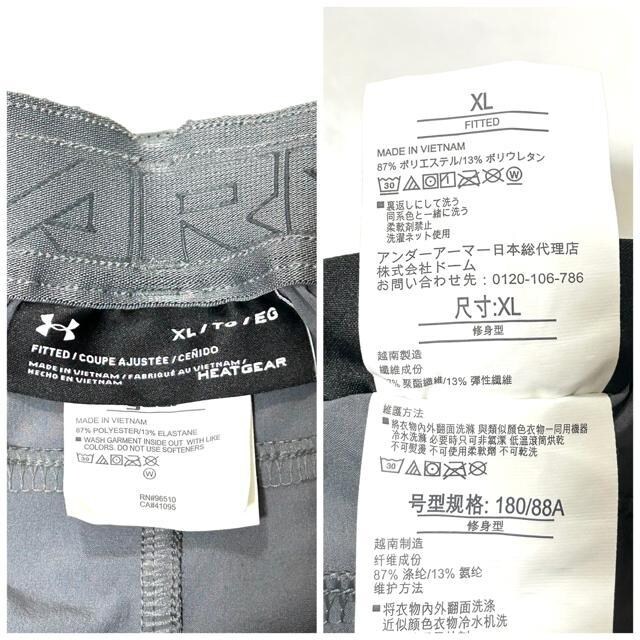 XL / TG / EG
FITTED / COUPE AJUSTÉE / CEÑIDO
MADE IN VIETNAM / FABRIQUÉ AU VIETNAM /
HECHO EN VIETNAM
HEATGEAR
MADE IN VIETNAM
87% POLYESTER/13% ELASTANE
WASH GARMENT INSIDE OUT WITH LIKE
COLORS. DO NOT USE SOFTENERS
30
RN#96510
CA#41095
XL
FITTED
MADE IN VIETNAM
87% ポリエステル/13% ポリウレタン
30 W
裏返しにして洗う
同系色と一緒に洗う
柔軟剤禁止
洗濯ネット使用
アンダーアーマー日本総代理店
株式会社ドーム
お問い合わせ先: 0120-106-786
尺寸:XL
修身型
越南製造
纖維成份
聚酯纖維/13% 彈性纖維
維護方法
將衣物內外翻面洗滌 與類似顏色衣物一同用機器
冷水洗滌 必要時只可非氯漂 低溫滾筒烘乾
不可熨燙 不可使用柔軟劑 不可乾洗
30
号型规格: 180/88A
修身型
越南制造
纤维成份
87% 涤纶/13% 氨纶
维护方法
将衣物内外翻面洗涤
近似颜色衣物冷水机洗